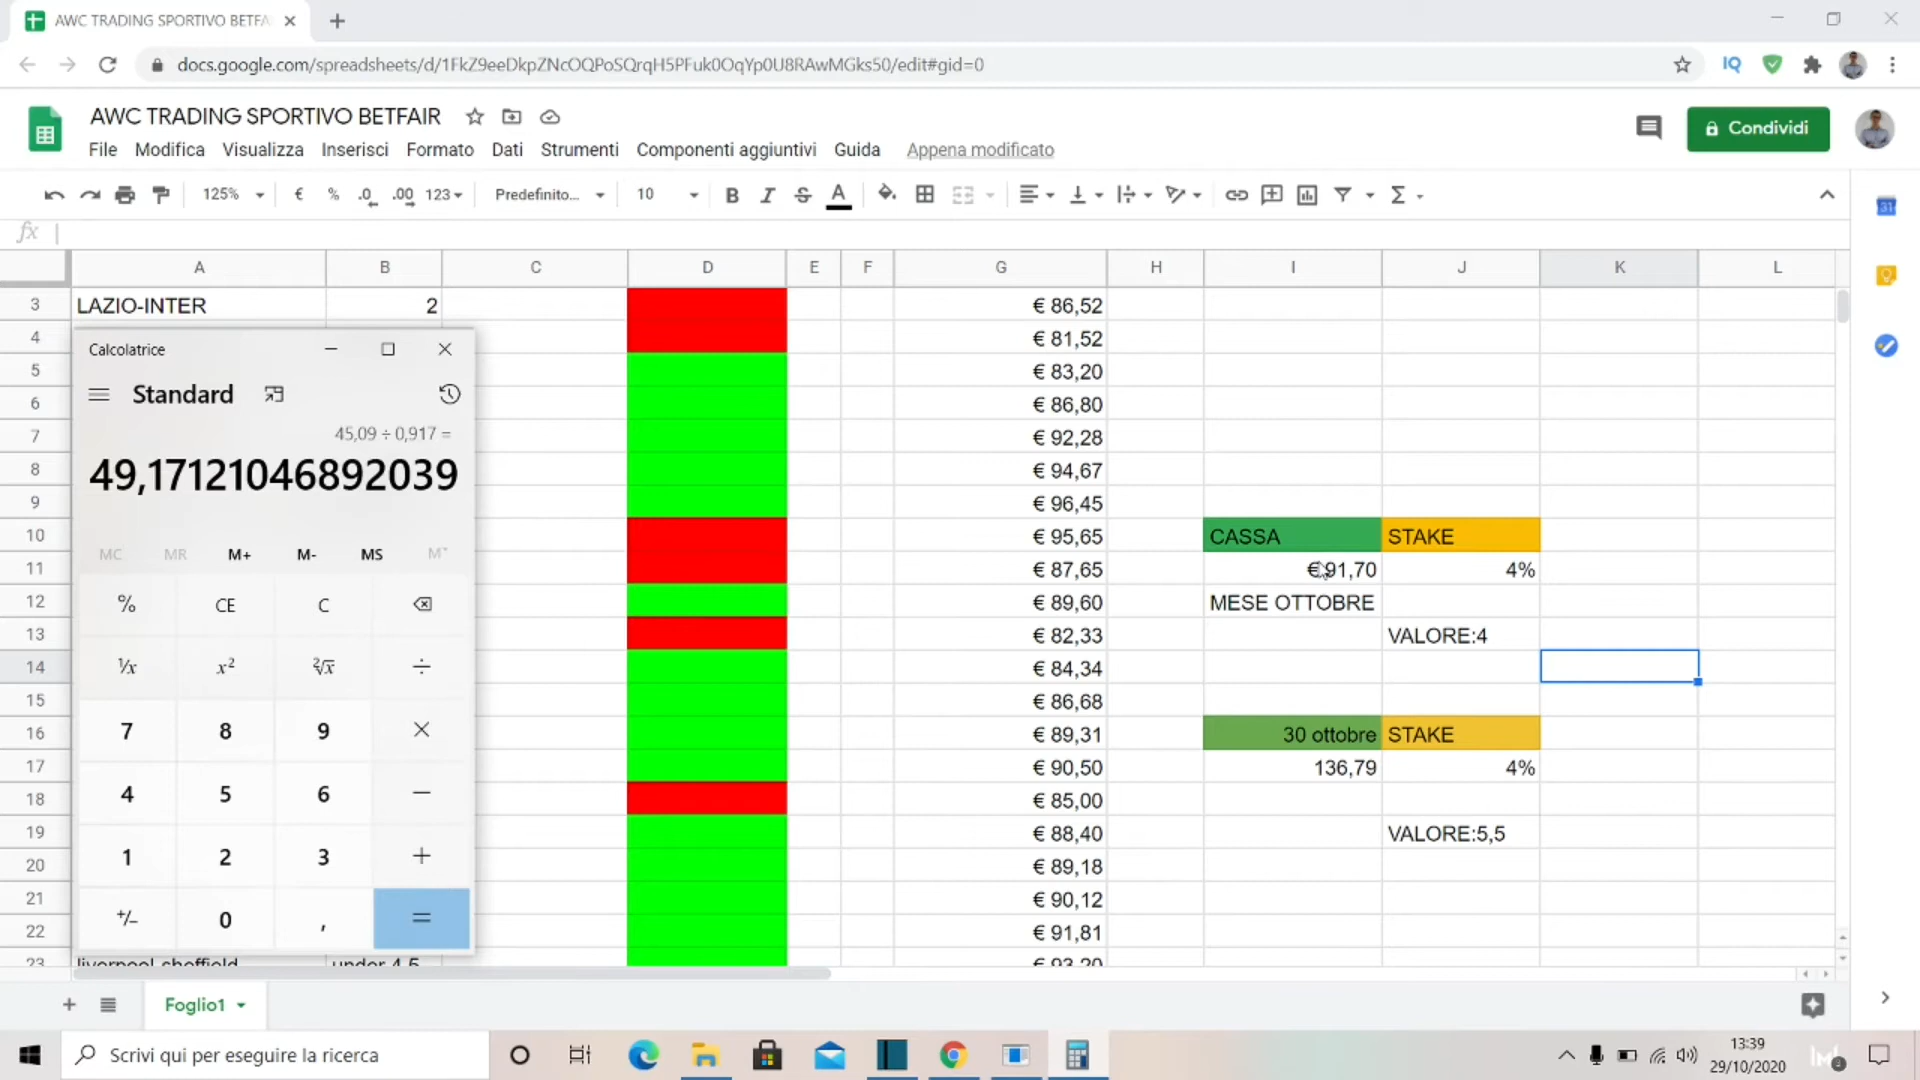 AWC TRADING SPORTIVO BETFA
docs.google.com/spreadsheets/d/1FkZ9eeDkpZNcOQPoSQrqH5PFuk0OqYp0U8RAwMGks50/edit#gid=0
IQ
AWC TRADING SPORTIVO BETFAIR
File Modifica Visualizza Inserisci Formato Dati Strumenti Componenti aggiuntivi Guida Appena modificato
Condividi
125% € % .0 .00 123 Predefinito... 10 B I S A Σ
31
fx
A B C D E F G H I J K L
3 LAZIO-INTER 2 € 86,52
4 € 81,52
5 € 83,20
6 € 86,80
7 € 92,28
8 € 94,67
9 € 96,45
10 € 95,65 CASSA STAKE
11 € 87,65 € 91,70 4%
12 € 89,60 MESE OTTOBRE
13 € 82,33 VALORE:4
14 € 84,34
15 € 86,68
16 € 89,31 30 ottobre STAKE
17 € 90,50 136,79 4%
18 € 85,00
19 € 88,40 VALORE:5,5
20 € 89,18
21 € 90,12
22 € 91,81
23 liverpool-sheffield under 4,5 € 93,20
Calcolatrice
Standard
45,09 ÷ 0,917 =
49,17121046892039
MC MR M+ M- MS M˅
% CE C
¹/x x² ²√x ÷
7 8 9 ×
4 5 6 −
1 2 3 +
+/− 0 , =
Foglio1
Scrivi qui per eseguire la ricerca
13:39
29/10/2020